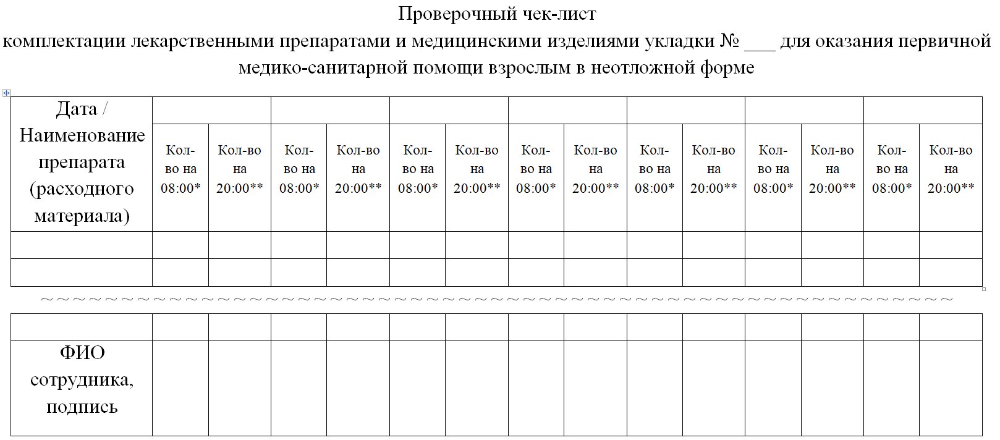 Проверочный чек-лист
комплектации лекарственными препаратами и медицинскими изделиями укладки № ___ для оказания первичной
медико-санитарной помощи взрослым в неотложной форме
Дата /
Наименование
препарата
(расходного
материала)
Кол-
во на
08:00*
Кол-во
на
20:00**
Кол-
во на
08:00*
Кол-во
на
20:00**
Кол-
во на
08:00*
Кол-во
на
20:00**
Кол-
во на
08:00*
Кол-во
на
20:00**
Кол-
во на
08:00*
Кол-во
на
20:00**
Кол-
во на
08:00*
Кол-во
на
20:00**
Кол-
во на
08:00*
Кол-во
на
20:00**
ФИО
сотрудника,
подпись